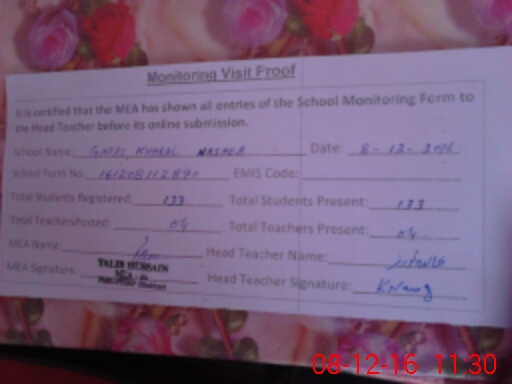 Monitoring Visit Proof
It is certified that the MEA has shown all entries of the School Monitoring Form to
the Head Teacher before its online submission.
School Name: GMPS Date: 8-12-2016
School Form No 161208112890 EMIS Code:
Total Students Registered: 133 Total Students Present: 133
Total Teachers Posted: 04 Total Teachers Present: 04
MEA Name: Head Teacher Name:
MEA Signature: TALIB HUSSAIN Head Teacher Signature:
08-12-16 11:30